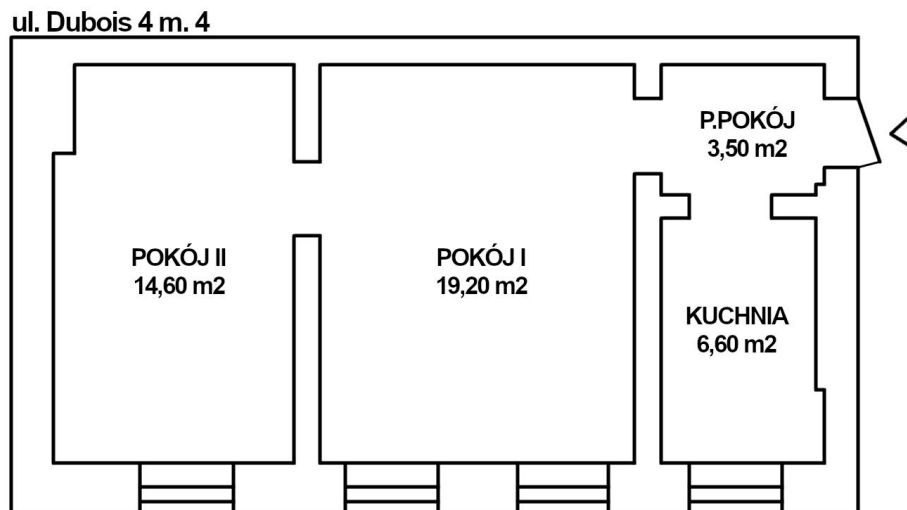 ul. Dubois 4 m. 4
P.POKÓJ
3,50 m2
POKÓJ II
14,60 m2
POKÓJ I
19,20 m2
KUCHNIA
6,60 m2